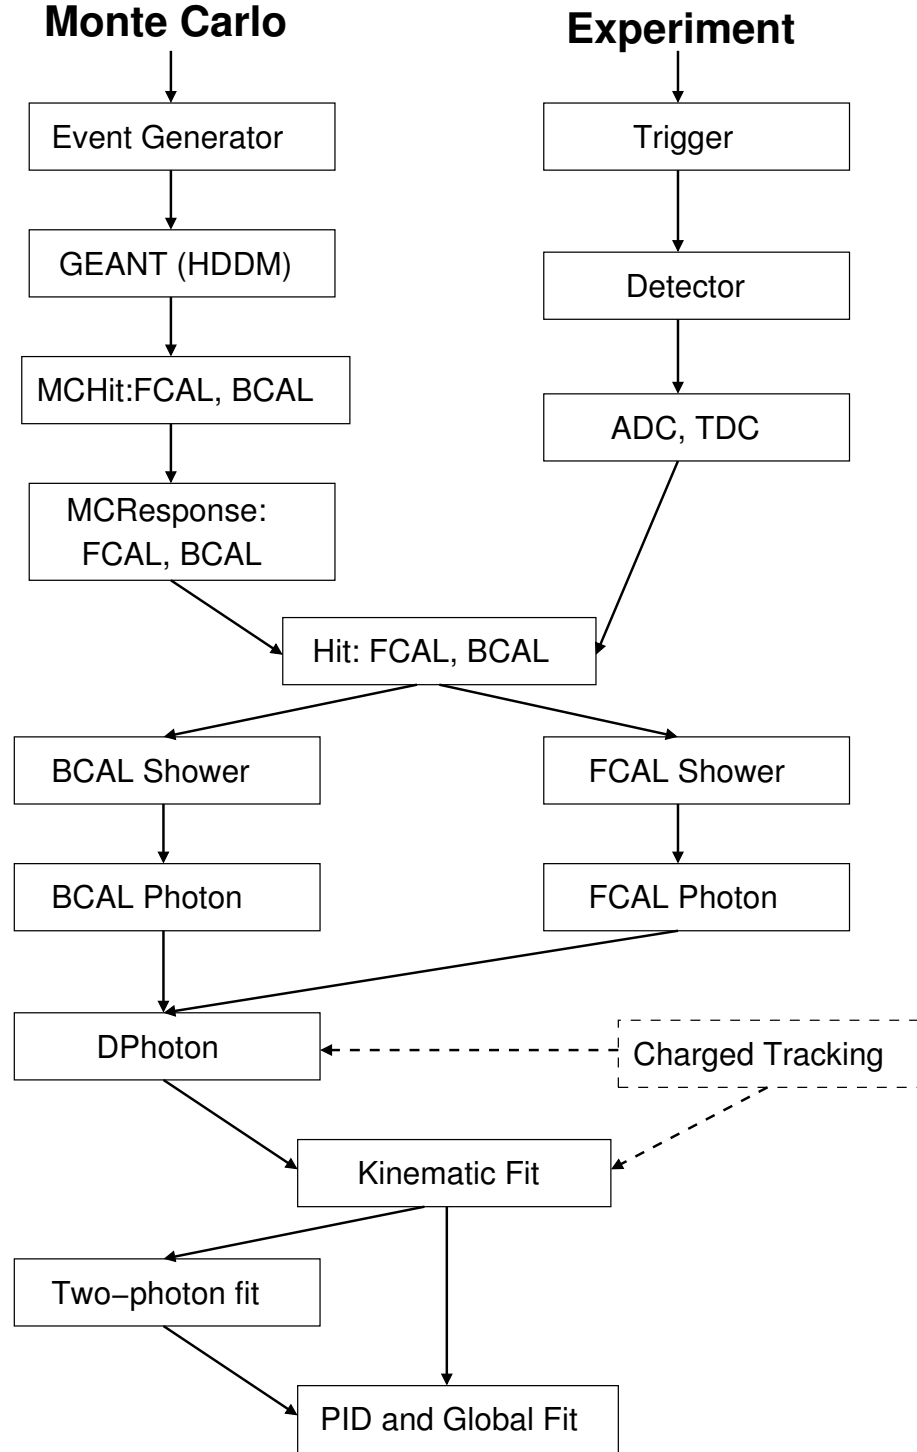 Monte Carlo
Experiment
Event Generator
Trigger
GEANT (HDDM)
Detector
MCHit:FCAL, BCAL
ADC, TDC
MCResponse:
FCAL, BCAL
Hit: FCAL, BCAL
BCAL Shower
FCAL Shower
BCAL Photon
FCAL Photon
DPhoton
Charged Tracking
Kinematic Fit
Two−photon fit
PID and Global Fit